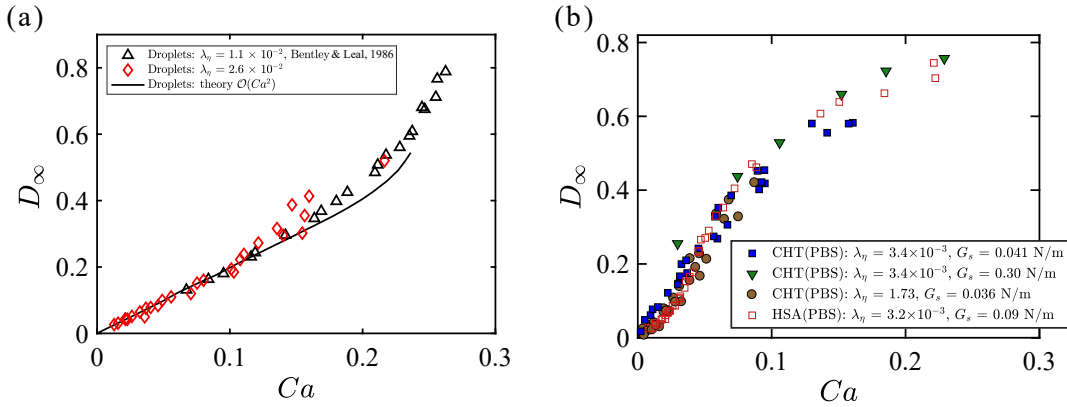 (a)
Droplets: λη = 1.1 × 10⁻², Bentley & Leal, 1986
Droplets: λη = 2.6 × 10⁻²
Droplets: theory O(Ca²)
0.8
0.6
0.4
0.2
0
0 0.1 0.2 0.3
D∞
Ca
(b)
0.8
0.6
0.4
0.2
0
CHT(PBS): λη = 3.4×10⁻³, Gs = 0.041 N/m
CHT(PBS): λη = 3.4×10⁻³, Gs = 0.30 N/m
CHT(PBS): λη = 1.73, Gs = 0.036 N/m
HSA(PBS): λη = 3.2×10⁻³, Gs = 0.09 N/m
0 0.1 0.2 0.3
D∞
Ca